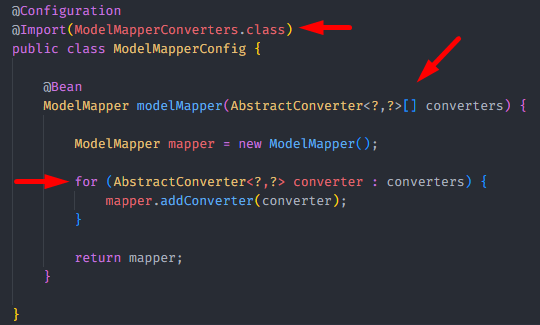 @Configuration
@Import(ModelMapperConverters.class)
public class ModelMapperConfig {
@Bean
ModelMapper modelMapper(AbstractConverter<?,?>[] converters) {
ModelMapper mapper = new ModelMapper();
for (AbstractConverter<?,?> converter : converters) {
mapper.addConverter(converter);
}
return mapper;
}
}